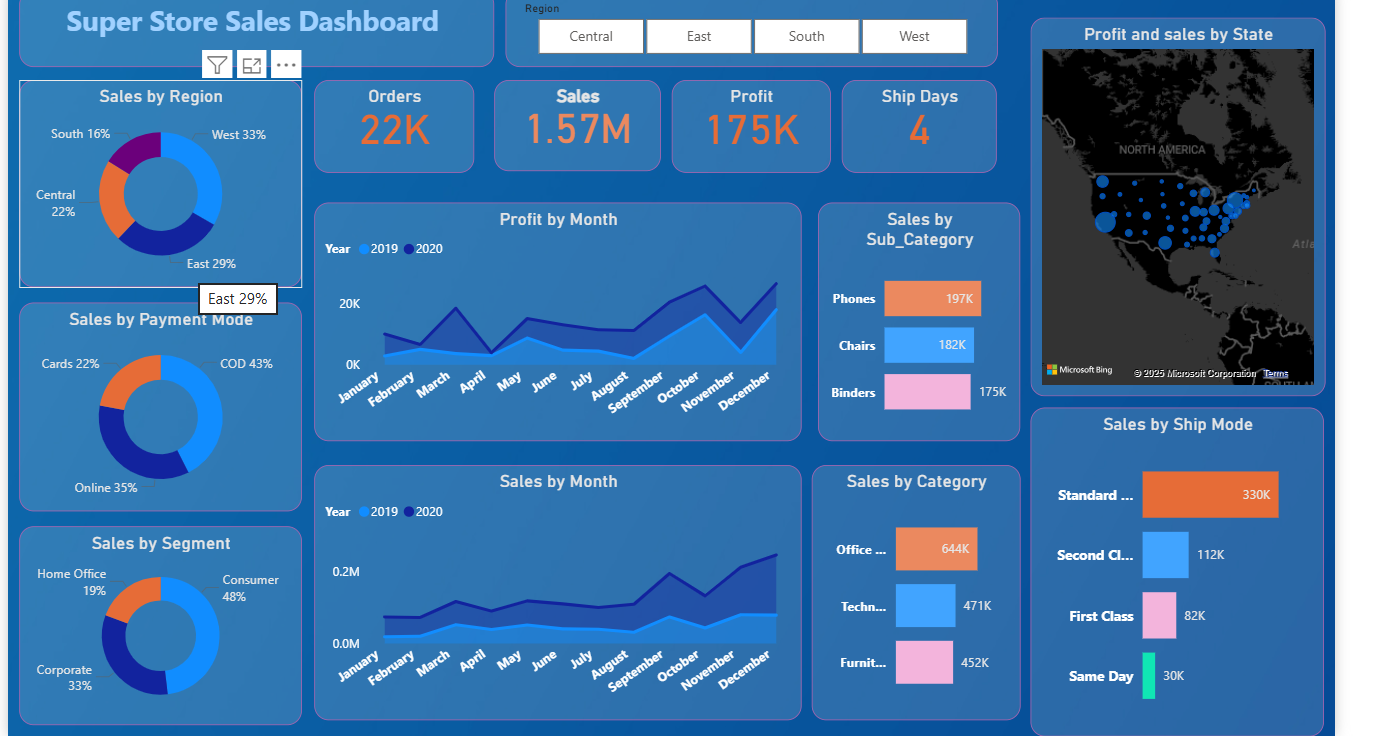 Super Store Sales Dashboard
Region
Central
East
South
West
Sales by Region
South 16%
West 33%
Central
22%
East 29%
East 29%
Orders
22K
Sales
1.57M
Profit
175K
Ship Days
4
Profit and sales by State
NORTH AMERICA
Atle
Microsoft Bing
© 2025 Microsoft Corporation
Terms
Sales by Payment Mode
Cards 22%
COD 43%
Online 35%
Profit by Month
Year
2019
2020
20K
0K
January
February
March
April
May
June
July
August
September
October
November
December
Sales by
Sub_Category
Phones
197K
Chairs
182K
Binders
175K
Sales by Segment
Home Office
19%
Consumer
48%
Corporate
33%
Sales by Month
Year
2019
2020
0.2M
0.0M
January
February
March
April
May
June
July
August
September
October
November
December
Sales by Category
Office ...
644K
Techn...
471K
Furnit...
452K
Sales by Ship Mode
Standard ...
330K
Second Cl...
112K
First Class
82K
Same Day
30K